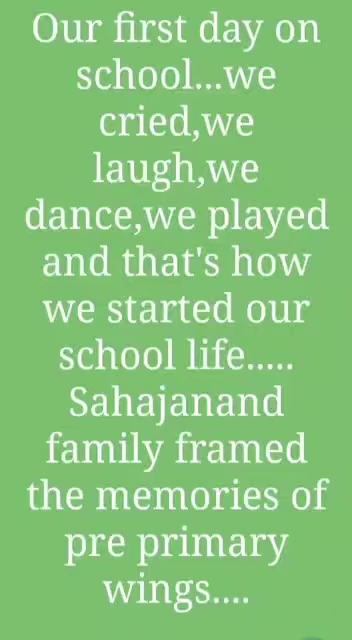 Our first day on
school...we
cried,we
laugh,we
dance,we played
and that's how
we started our
school life.....
Sahajanand
family framed
the memories of
pre primary
wings....